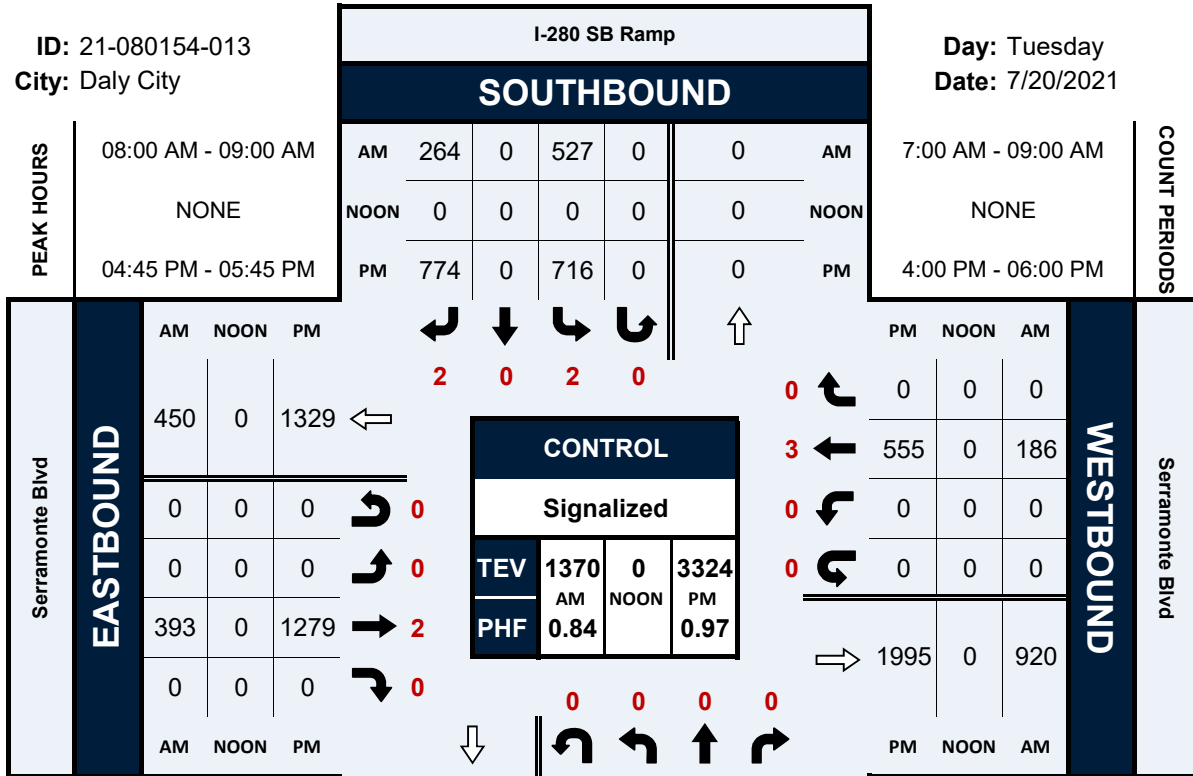 I-280 SB Ramp
SOUTHBOUND
ID: 21-080154-013
City: Daly City
Day: Tuesday
Date: 7/20/2021
PEAK HOURS
08:00 AM - 09:00 AM
NONE
04:45 PM - 05:45 PM
AM 264 0 527 0 0 AM
NOON 0 0 0 0 0 NOON
PM 774 0 716 0 0 PM
7:00 AM - 09:00 AM
NONE
4:00 PM - 06:00 PM
COUNT PERIODS
2 0 2 0
Serramonte Blvd
EASTBOUND
AM NOON PM
450 0 1329
0 0 0 0
0 0 0 0
393 0 1279 2
0 0 0 0
AM NOON PM
CONTROL
Signalized
TEV 1370 0 3324
AM NOON PM
PHF 0.84 0.97
0 0 0 0
PM NOON AM
0 0 0 0
3 555 0 186
0 0 0 0
0 0 0 0
1995 0 920
PM NOON AM
WESTBOUND
Serramonte Blvd